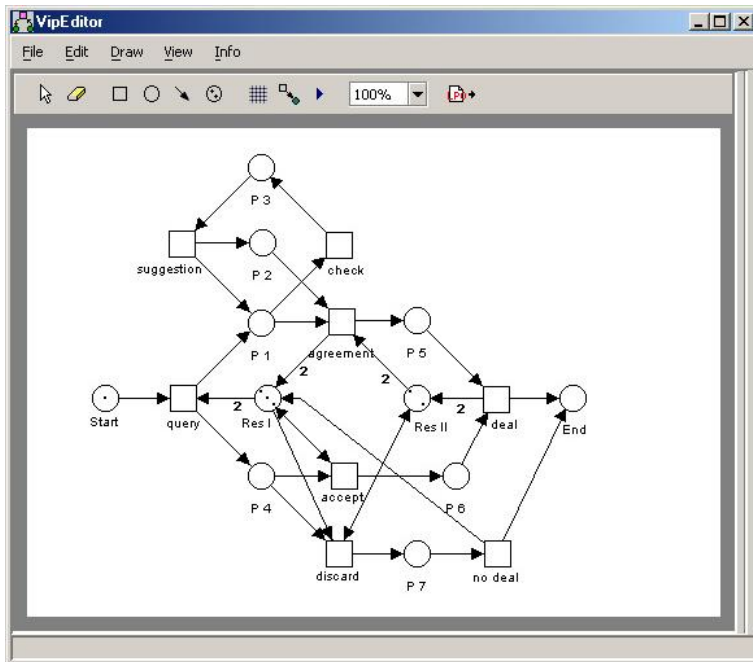 VipEditor
File Edit Draw View Info
100% LPO
P 3
suggestion
check
P 2
P 1
agreement
P 5
2
2
Start
query
2
Res I
Res II
2
deal
End
P 4
accept
P 6
discard
P 7
no deal